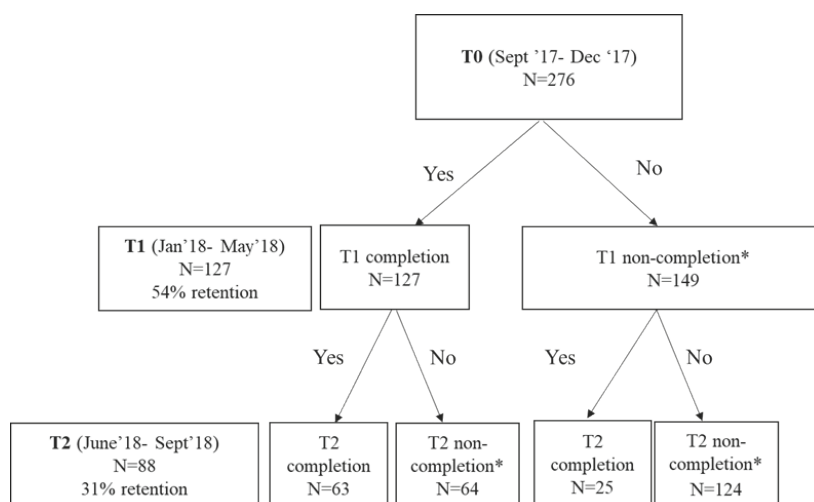 T0 (Sept ’17- Dec ‘17)
N=276
Yes
No
T1 (Jan’18- May’18)
N=127
54% retention
T1 completion
N=127
T1 non-completion*
N=149
Yes
No
Yes
No
T2 (June’18- Sept’18)
N=88
31% retention
T2
completion
N=63
T2 non-
completion*
N=64
T2
completion
N=25
T2 non-
completion*
N=124